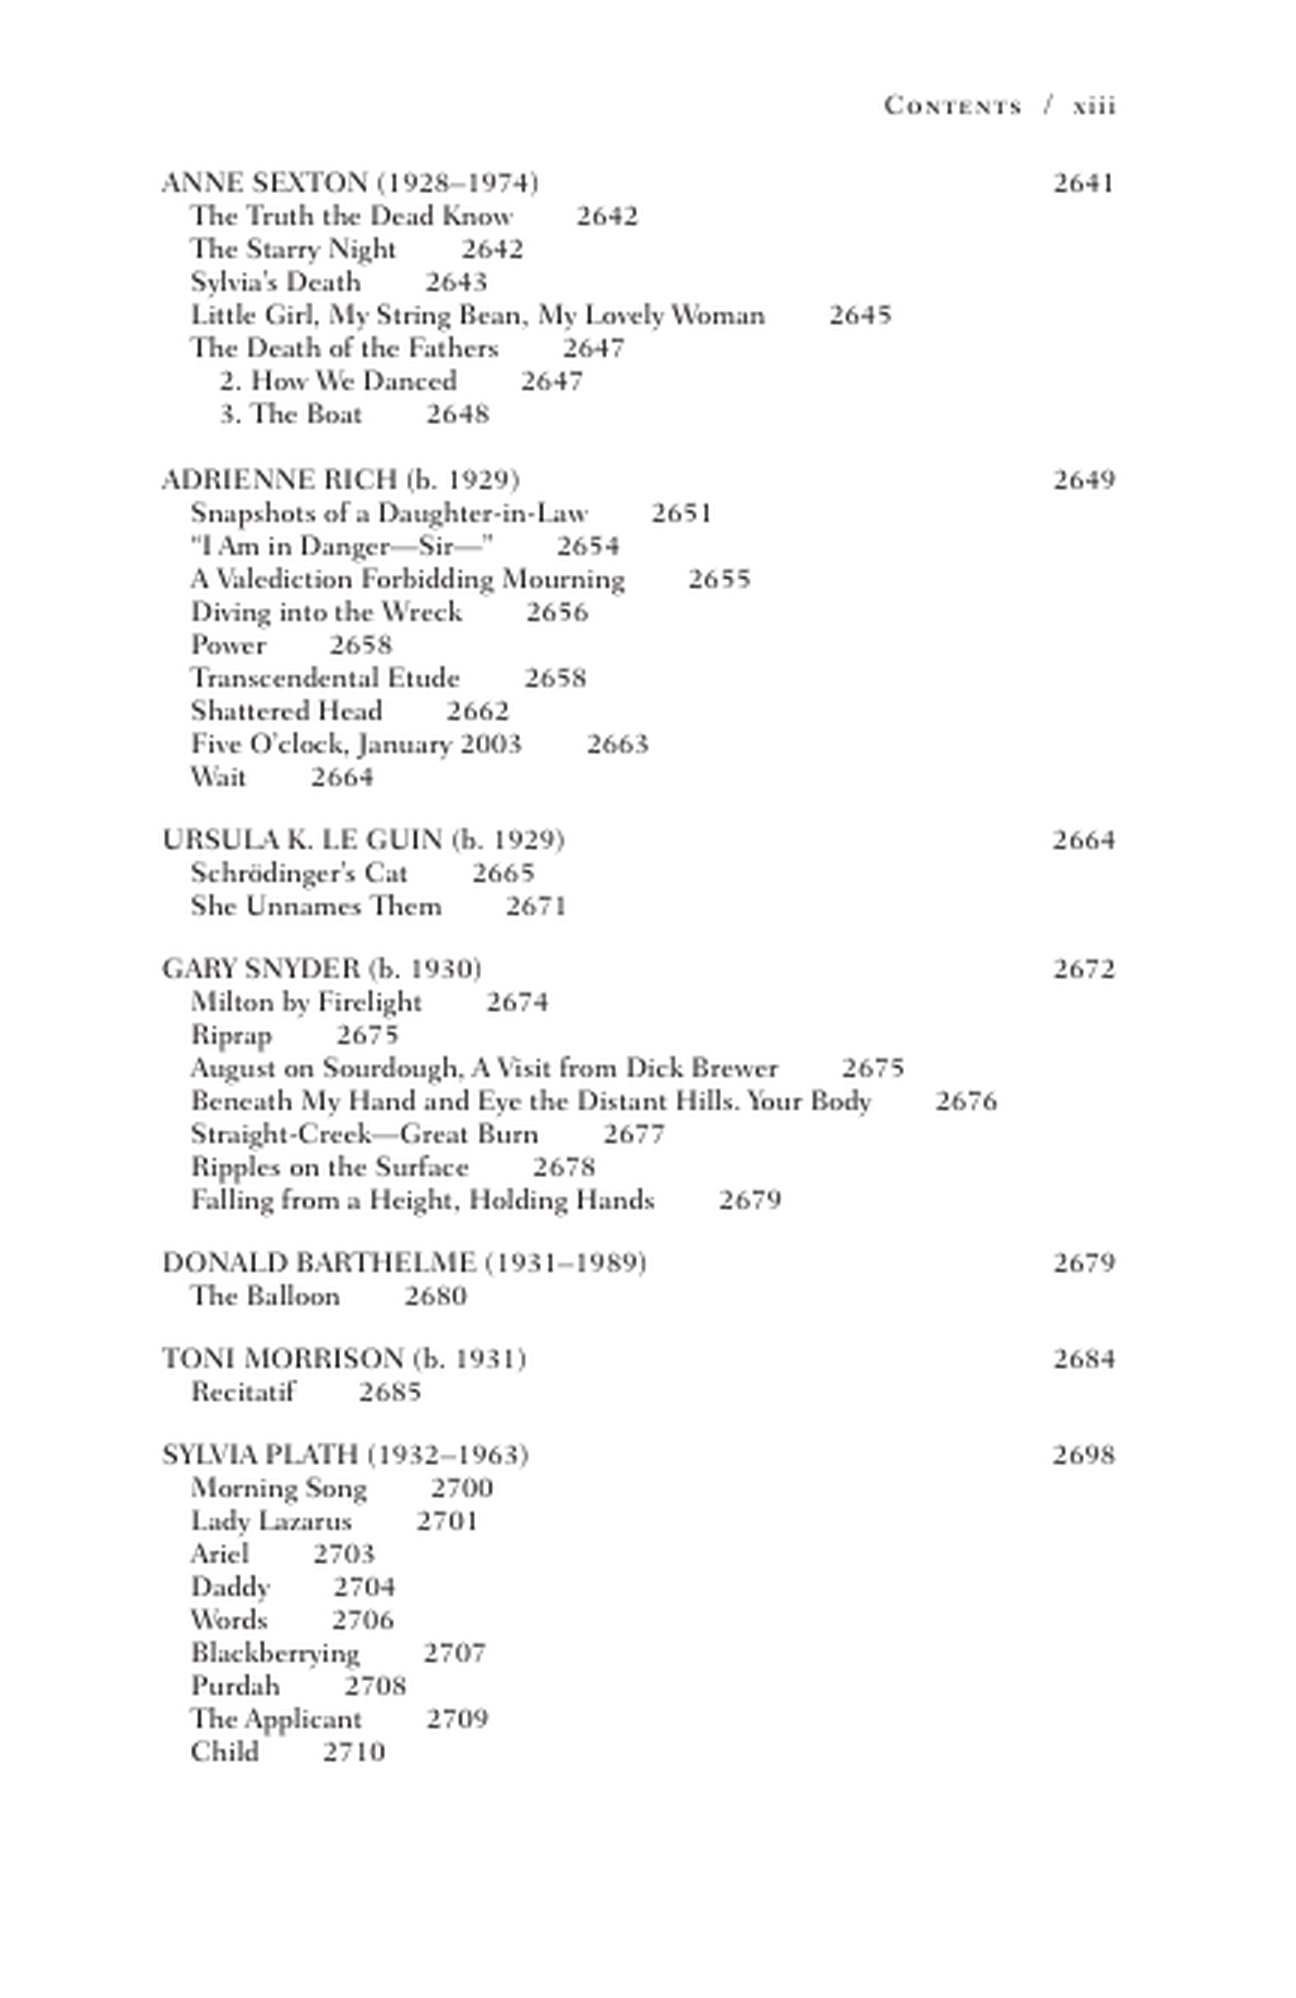 CONTENTS / xiii
ANNE SEXTON (1928–1974) 2641
The Truth the Dead Know 2642
The Starry Night 2642
Sylvia's Death 2643
Little Girl, My String Bean, My Lovely Woman 2645
The Death of the Fathers 2647
2. How We Danced 2647
3. The Boat 2648
ADRIENNE RICH (b. 1929) 2649
Snapshots of a Daughter-in-Law 2651
"I Am in Danger—Sir—" 2654
A Valediction Forbidding Mourning 2655
Diving into the Wreck 2656
Power 2658
Transcendental Etude 2658
Shattered Head 2662
Five O'clock, January 2003 2663
Wait 2664
URSULA K. LE GUIN (b. 1929) 2664
Schrödinger's Cat 2665
She Unnames Them 2671
GARY SNYDER (b. 1930) 2672
Milton by Firelight 2674
Riprap 2675
August on Sourdough, A Visit from Dick Brewer 2675
Beneath My Hand and Eye the Distant Hills. Your Body 2676
Straight-Creek—Great Burn 2677
Ripples on the Surface 2678
Falling from a Height, Holding Hands 2679
DONALD BARTHELME (1931–1989) 2679
The Balloon 2680
TONI MORRISON (b. 1931) 2684
Recitatif 2685
SYLVIA PLATH (1932–1963) 2698
Morning Song 2700
Lady Lazarus 2701
Ariel 2703
Daddy 2704
Words 2706
Blackberrying 2707
Purdah 2708
The Applicant 2709
Child 2710